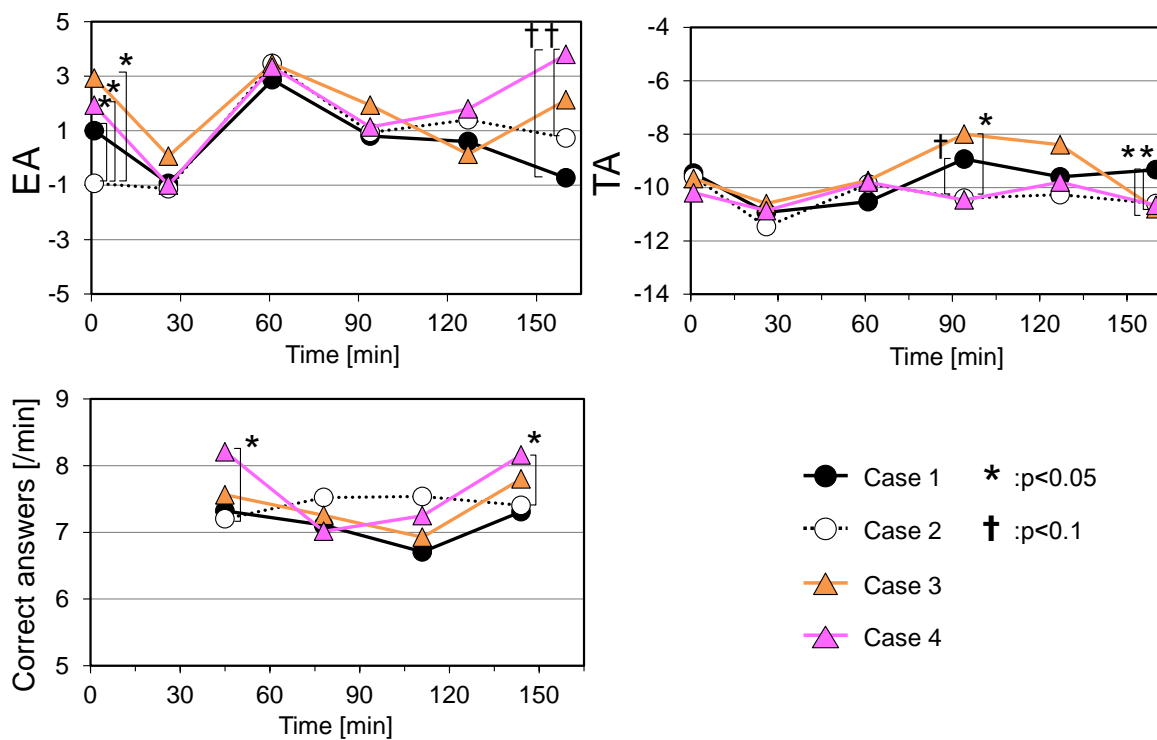 EA
5
3
1
-1
-3
-5
* * *
† †
0 30 60 90 120 150
Time [min]
TA
-4
-6
-8
-10
-12
-14
†
*
* *
0 30 60 90 120 150
Time [min]
Correct answers [/min]
9
8
7
6
5
*
*
0 30 60 90 120 150
Time [min]
Case 1 * :p<0.05
Case 2 † :p<0.1
Case 3
Case 4